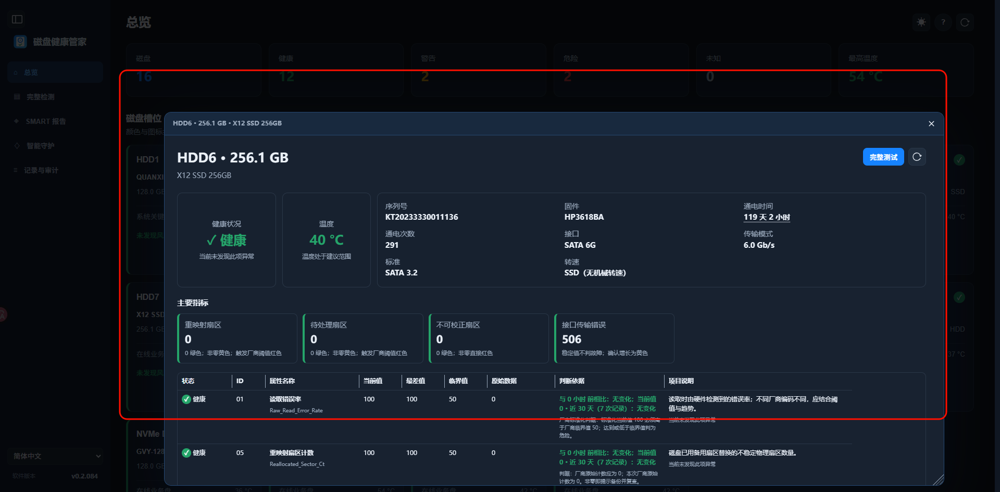 总览
磁盘健康管家
磁盘
16
健康
12
警告
2
危险
2
未知
0
最高温度
54 °C
总览
完整检测
SMART 报告
智能守护
记录与审计
简体中文
软件版本
v0.2.084
磁盘槽位
颜色与图标
HDD1
QUANXI
128.0 GB
系统关键
未发现风
SSD
40 °C
HDD7
X12 SSD
256.1 GB
在线业务
未发现风
HDD
37 °C
NVMe
GVY-128
128.0 GB
在线业务盘
36 °C
在线业务盘
54 °C
在线业务盘
42 °C
在线业务盘
42 °C
HDD6 • 256.1 GB • X12 SSD 256GB
HDD6 • 256.1 GB
X12 SSD 256GB
完整测试
健康状况
✓ 健康
当前未发现此项异常
温度
40 °C
温度处于建议范围
序列号
KT20233330011136
固件
HP3618BA
通电时间
119 天 2 小时
通电次数
291
接口
SATA 6G
传输模式
6.0 Gb/s
标准
SATA 3.2
转速
SSD（无机械转速）
主要指标
重映射扇区
0
0 绿色；非零黄色；触发厂商阈值红色
待处理扇区
0
0 绿色；非零黄色；触发厂商阈值红色
不可校正扇区
0
0 绿色；非零直接红色
接口传输错误
506
稳定值不判故障；确认增长为黄色
状态 ID 属性名称 当前值 最差值 临界值 原始数据 判断依据 项目说明
健康 01 读取错误率 100 100 50 0
Raw_Read_Error_Rate
与 0 小时 前相比：无变化；当前值
0 • 近 30 天（7 次记录）：无变化
厂商标准化判据：标准化当前值 100 必须高
于厂商临界值 50；达到或低于临界值判为
危险。
读取时由硬件检测到的错误率；不同厂商编码不同，应结合阈
值与趋势。
当前未发现此项异常
健康 05 重映射扇区计数 100 100 50 0
Reallocated_Sector_Ct
与 0 小时 前相比：无变化；当前值
0 • 近 30 天（7 次记录）：无变化
判据：厂商原始计数应为 0；本次厂商原始
计数为 0。非零即提示备份并复查。
磁盘已用备用扇区替换的不稳定物理扇区数量。
当前未发现此项异常